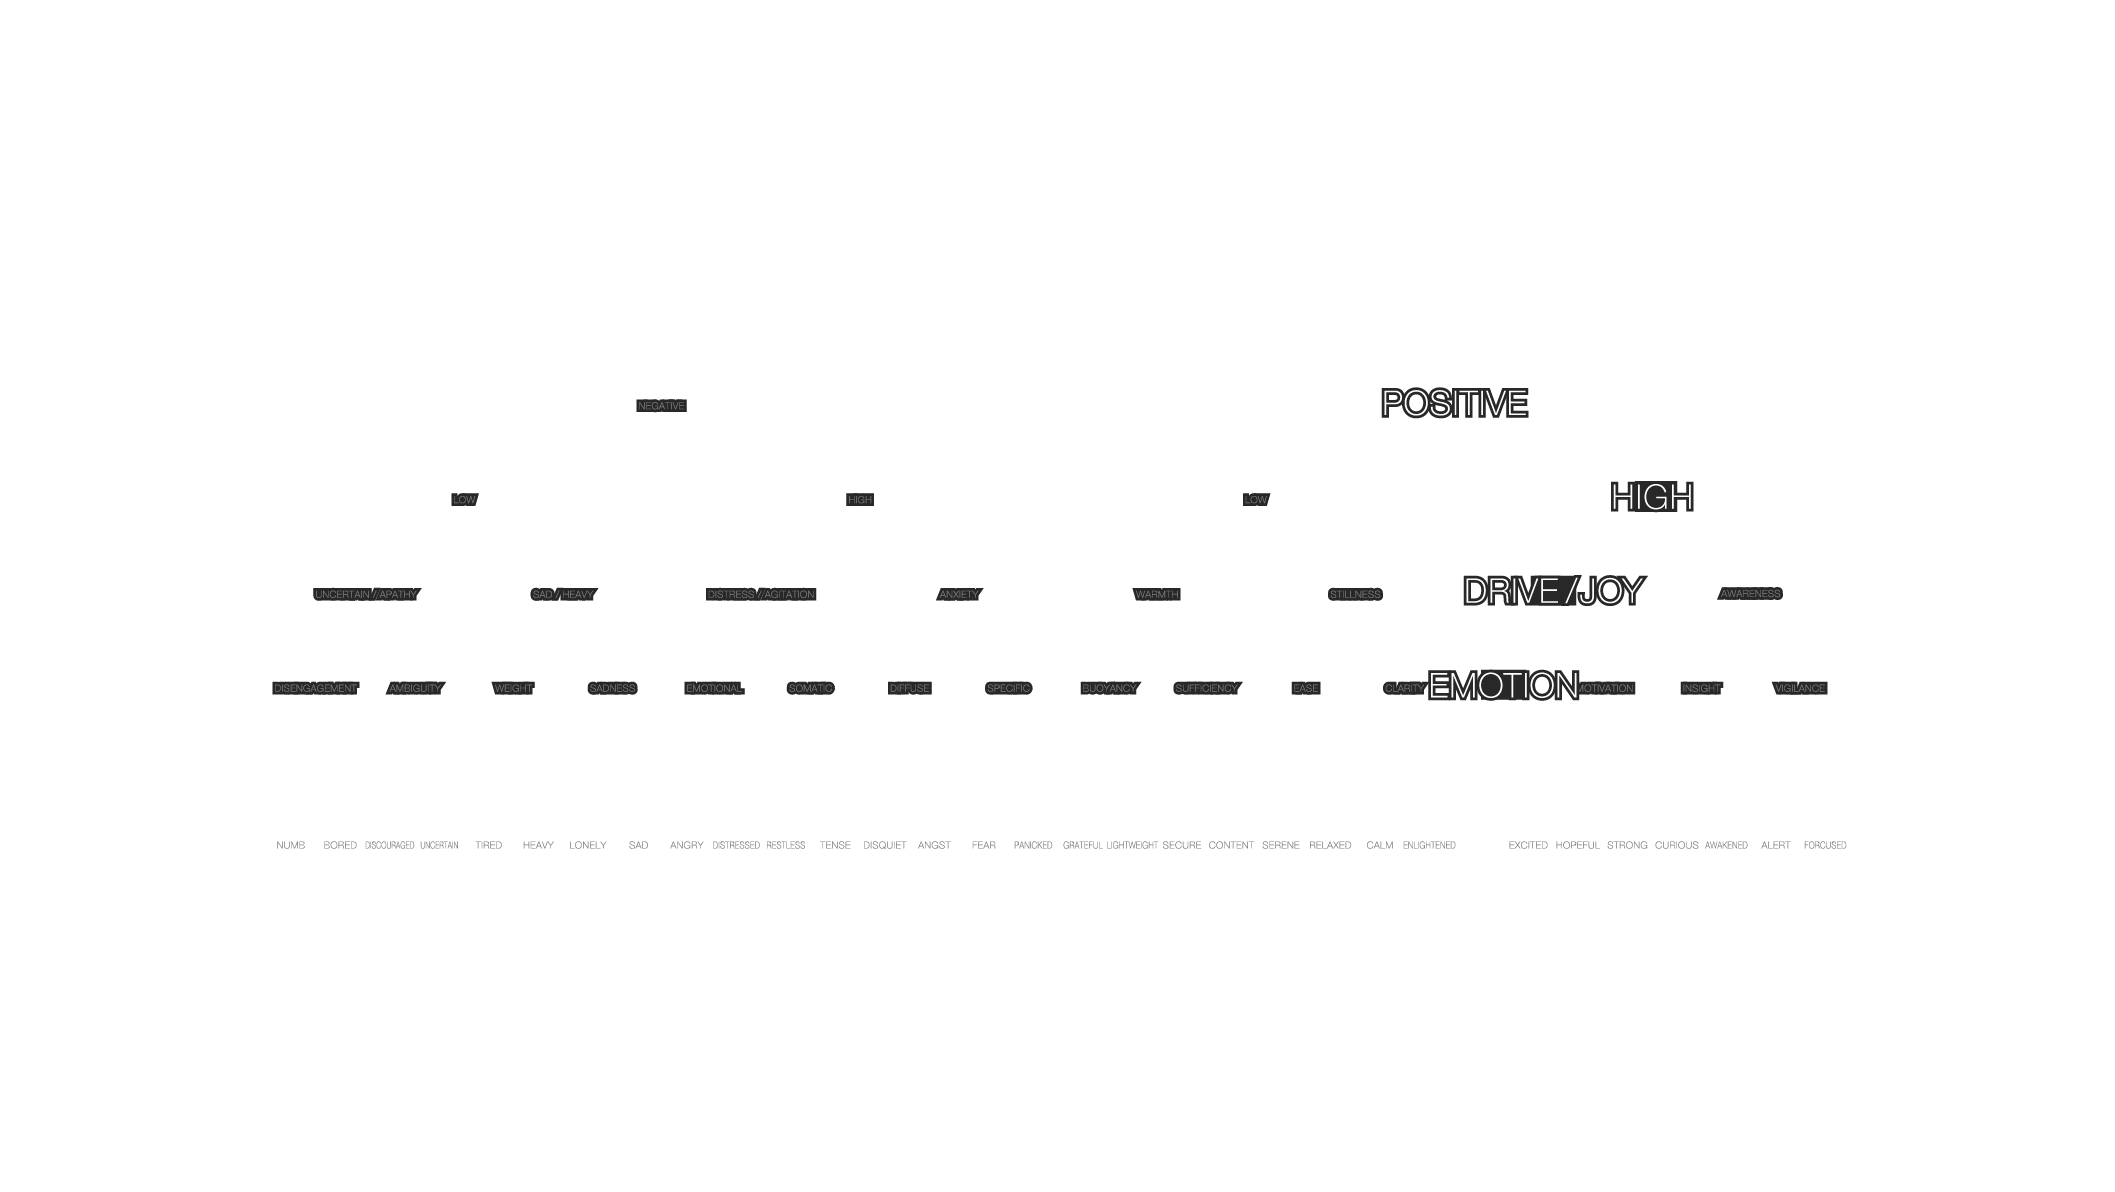 NEGATIVE POSITIVE
LOW HIGH LOW HIGH
UNCERTAIN//APATHY SAD//HEAVY DISTRESS//AGITATION ANXIETY WARMTH STILLNESS DRIVE/JOY AWARENESS
DISENGAGEMENT AMBIGUITY WEIGHT SADNESS EMOTIONAL SOMATIC DIFFUSE SPECIFIC BUOYANCY SUFFICIENCY EASE CLARITY EMOTION MOTIVATION INSIGHT VIGILANCE
NUMB BORED DISCOURAGED UNCERTAIN TIRED HEAVY LONELY SAD ANGRY DISTRESSED RESTLESS TENSE DISQUIET ANGST FEAR PANICKED GRATEFUL LIGHTWEIGHT SECURE CONTENT SERENE RELAXED CALM ENLIGHTENED EXCITED HOPEFUL STRONG CURIOUS AWAKENED ALERT FORCUSED